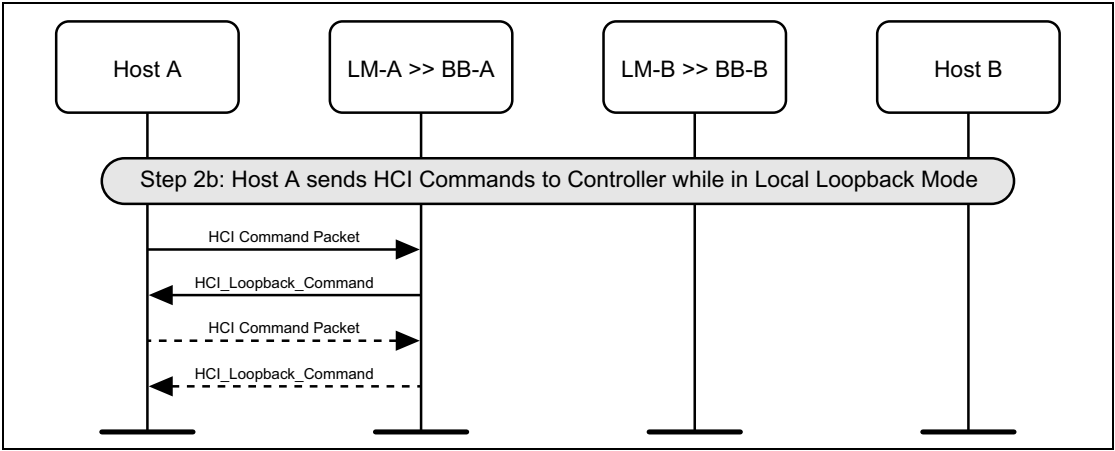 Host A
LM-A >> BB-A
LM-B >> BB-B
Host B
Step 2b: Host A sends HCI Commands to Controller while in Local Loopback Mode
HCI Command Packet
HCI_Loopback_Command
HCI Command Packet
HCI_Loopback_Command